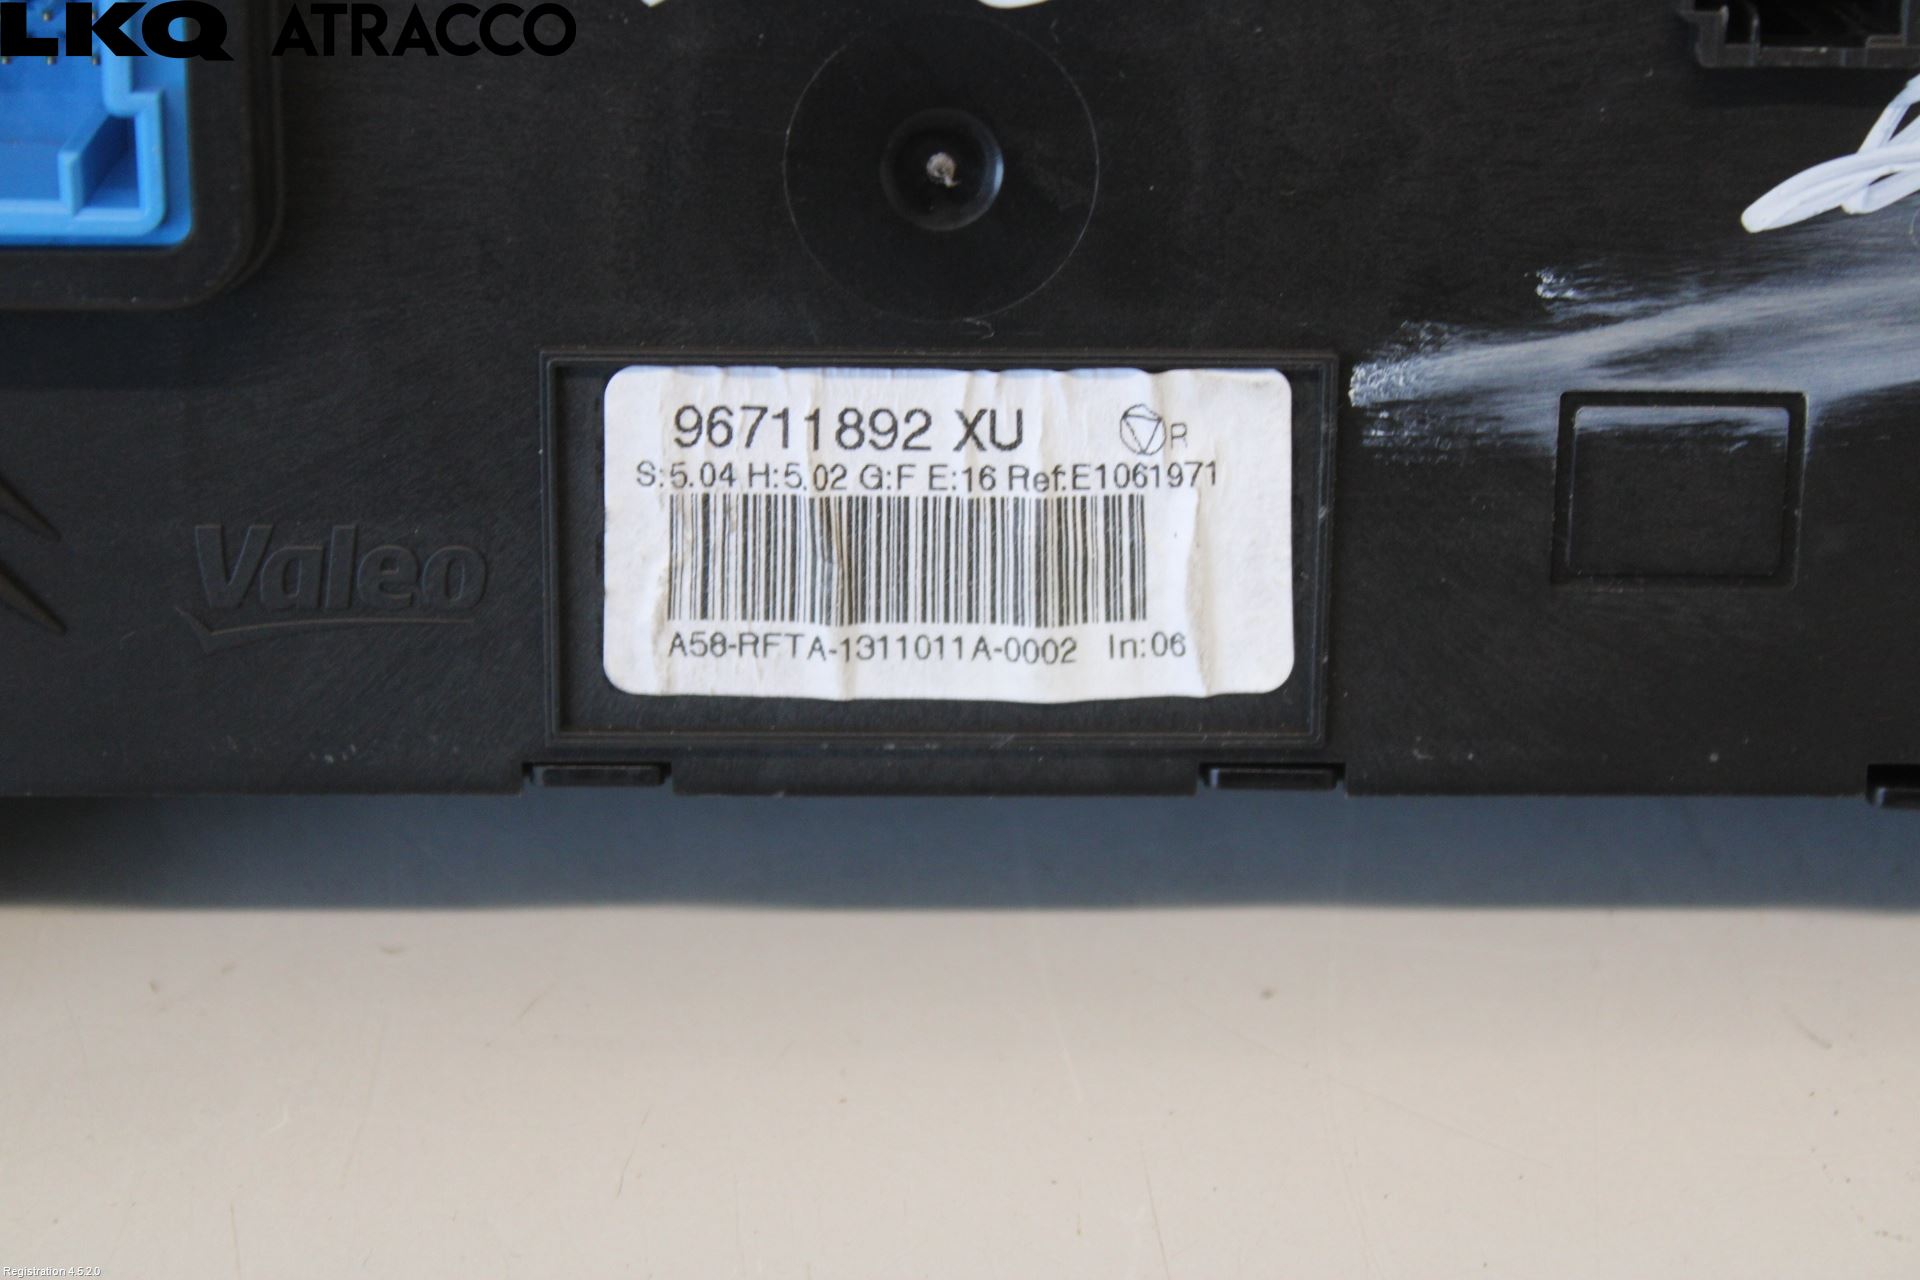 LKQ ATRACCO
96711892 XU R
S:5.04 H:5.02 G:F E:16 Ref:E1061971
Valeo
A58-RFTA-1311011A-0002 In:06
Registration 4.5.2.0